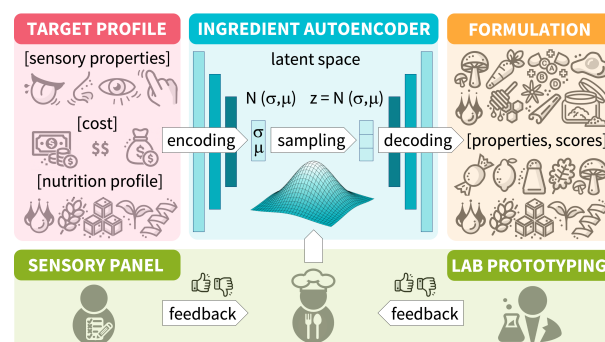 TARGET PROFILE
[sensory properties]
[cost]
$$
[nutrition profile]
INGREDIENT AUTOENCODER
latent space
N (σ,μ) z = N (σ,μ)
encoding
σ
μ
sampling
decoding
FORMULATION
A
C
B
D
[properties, scores]
SENSORY PANEL
feedback
feedback
LAB PROTOTYPING